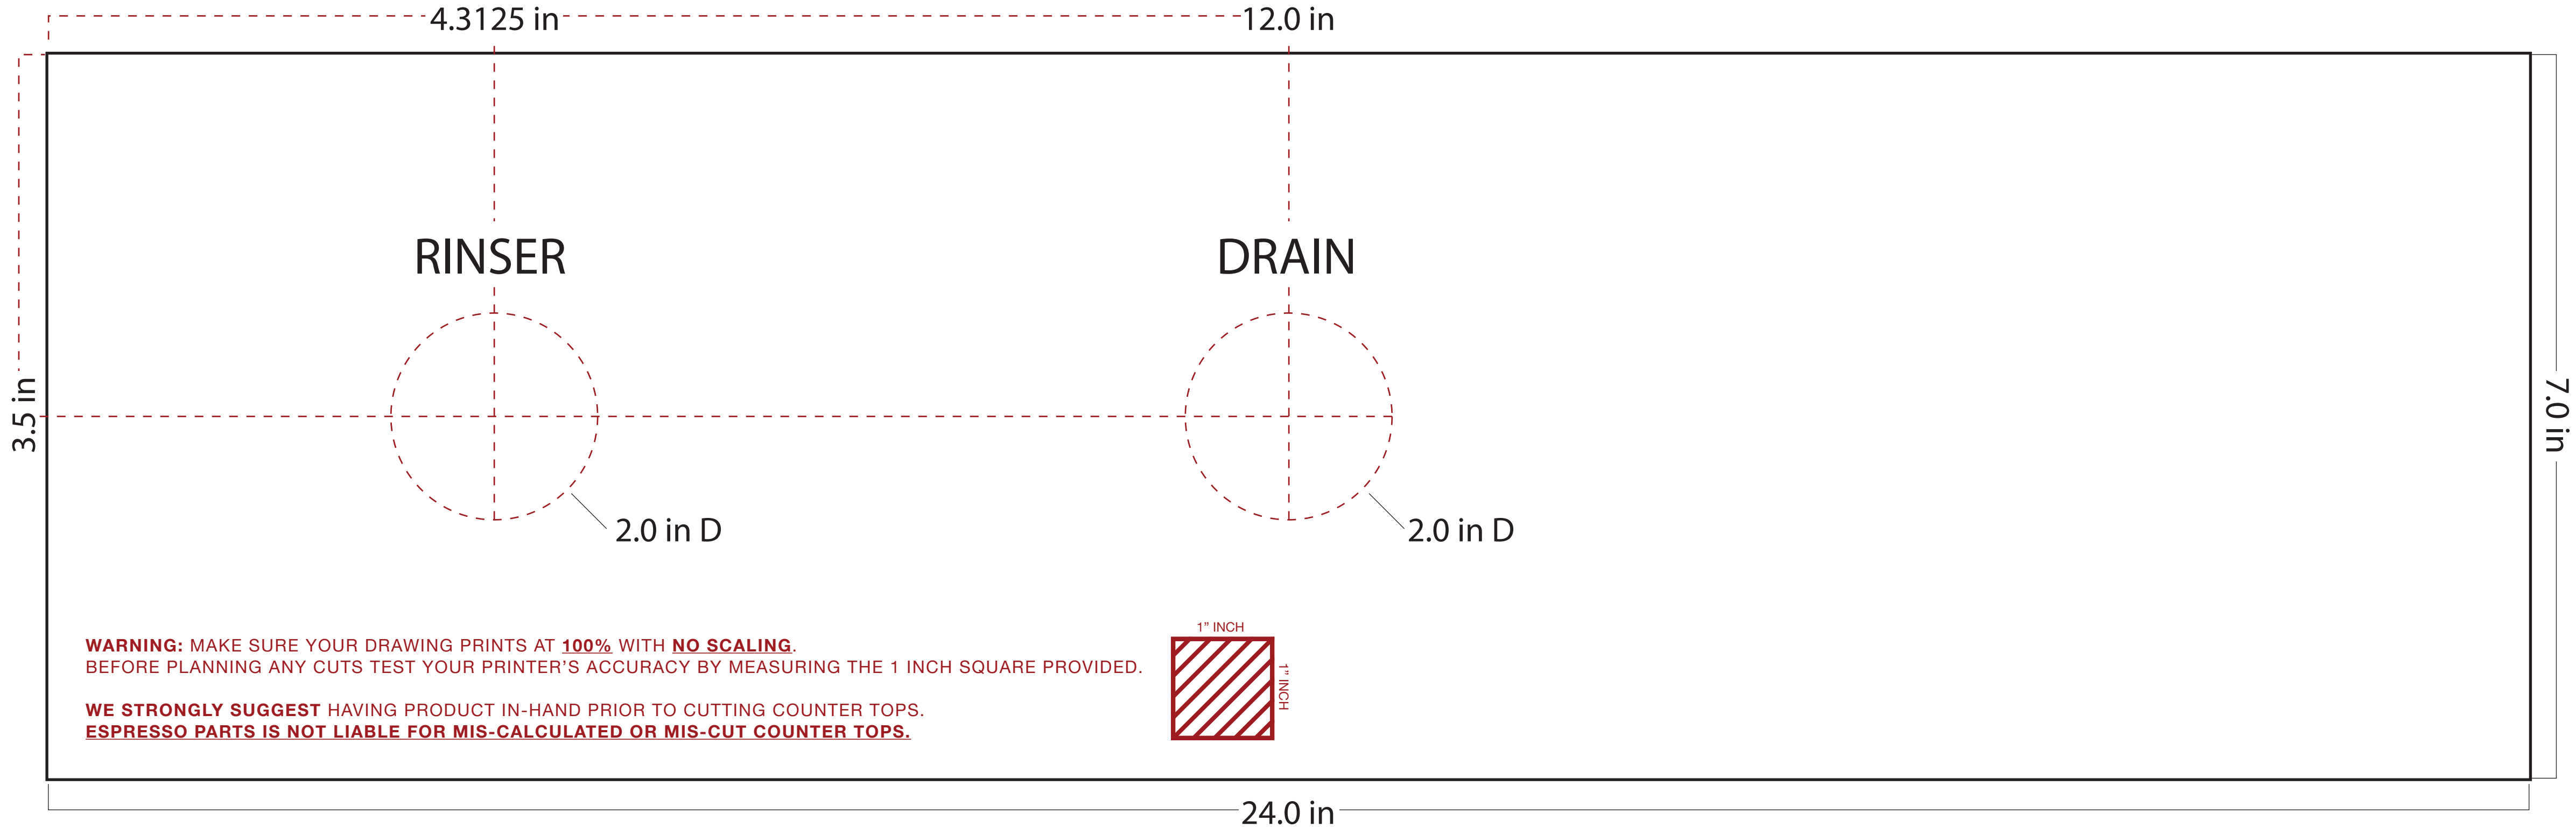 4.3125 in
12.0 in
3.5 in
7.0 in
RINSER
DRAIN
2.0 in D
2.0 in D
WARNING: MAKE SURE YOUR DRAWING PRINTS AT 100% WITH NO SCALING.
BEFORE PLANNING ANY CUTS TEST YOUR PRINTER’S ACCURACY BY MEASURING THE 1 INCH SQUARE PROVIDED.
WE STRONGLY SUGGEST HAVING PRODUCT IN-HAND PRIOR TO CUTTING COUNTER TOPS.
ESPRESSO PARTS IS NOT LIABLE FOR MIS-CALCULATED OR MIS-CUT COUNTER TOPS.
1” INCH
1” INCH
24.0 in